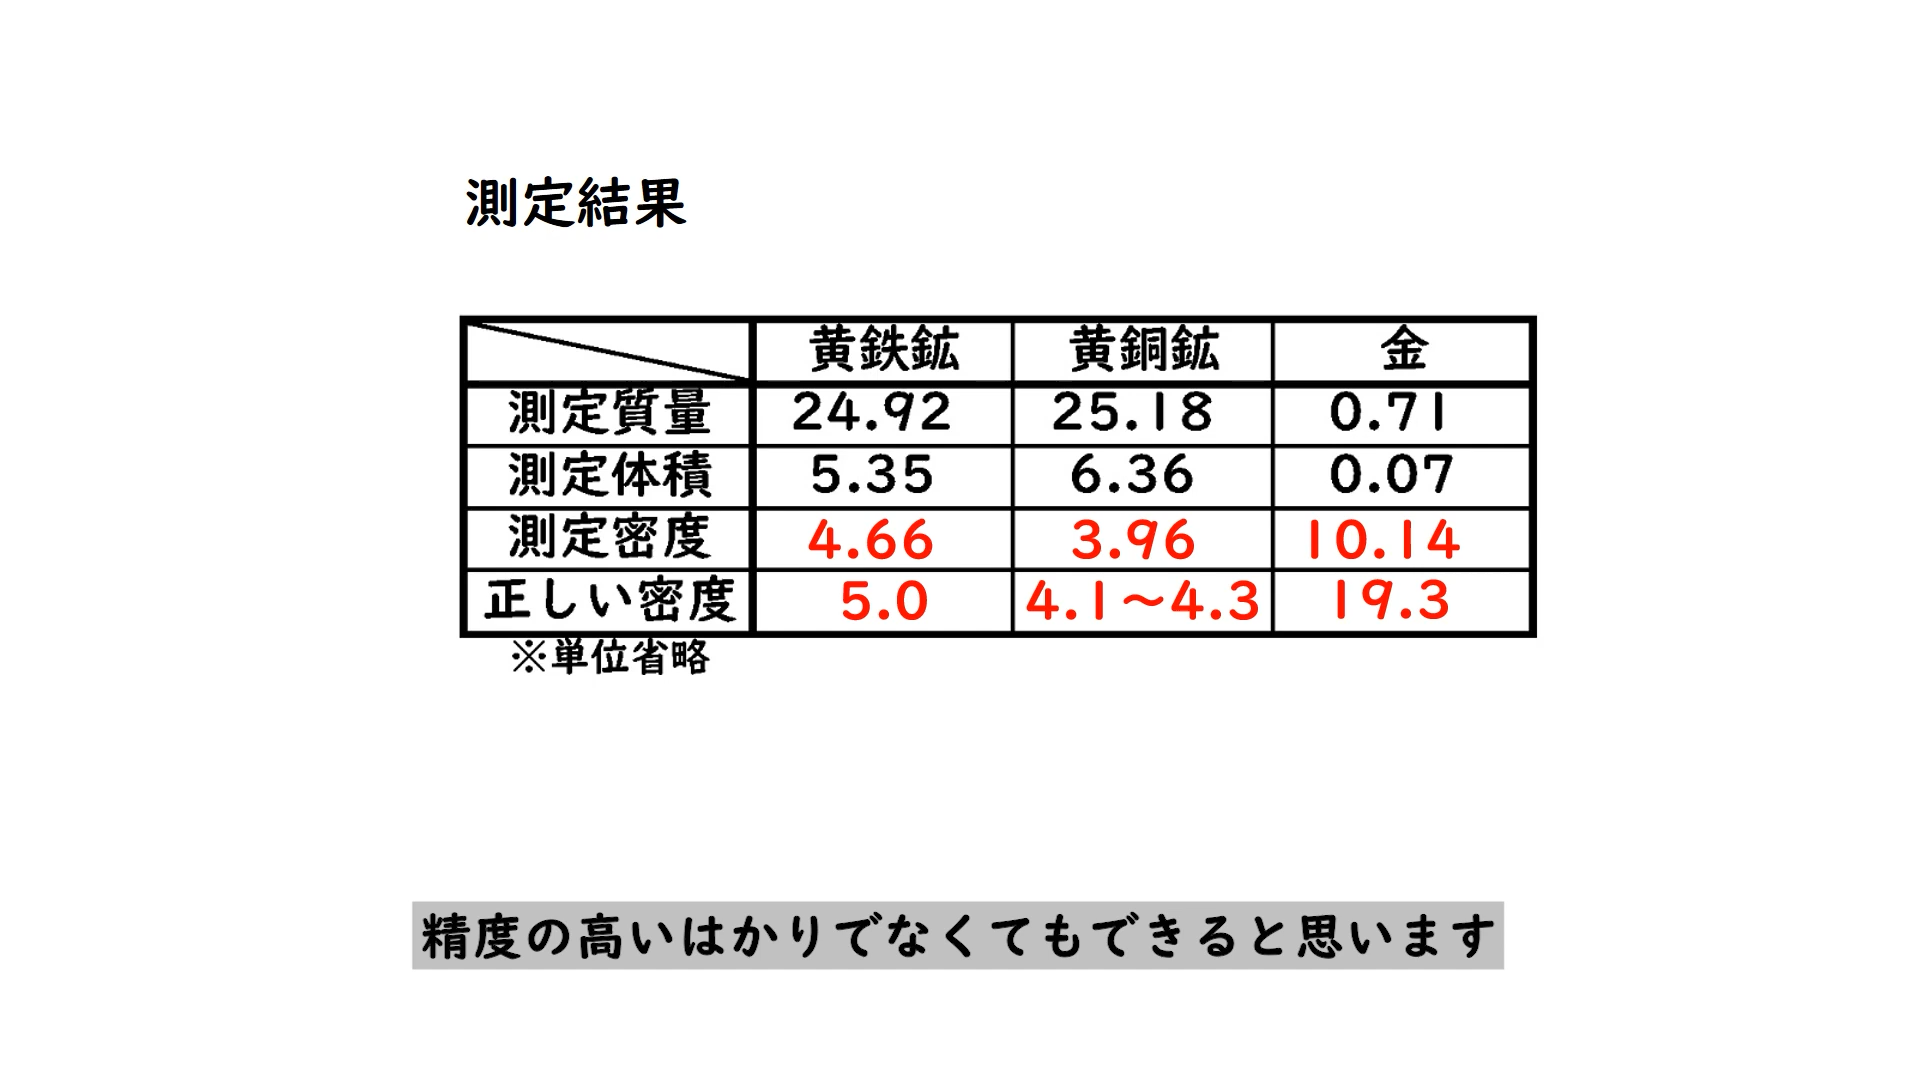 測定結果
黄鉄鉱 黄銅鉱 金
測定質量 24.92 25.18 0.71
測定体積 5.35 6.36 0.07
測定密度 4.66 3.96 10.14
正しい密度 5.0 4.1～4.3 19.3
※単位省略
精度の高いはかりでなくてもできると思います